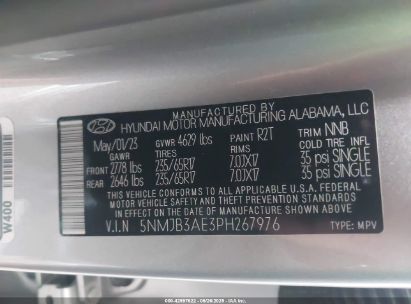 MANUFACTURED BY
HYUNDAI MOTOR MANUFACTURING ALABAMA, LLC
May/01/23 GVWR 4629 lbs PAINT R2T TRIM NNB
GAWR TIRES RIMS COLD TIRE INFL
FRONT 2778 lbs 235/65R17 7.0JX17 35 psi SINGLE
REAR 2646 lbs 235/65R17 7.0JX17 35 psi SINGLE
THIS VEHICLE CONFORMS TO ALL APPLICABLE U.S. FEDERAL
MOTOR VEHICLE SAFETY, BUMPER, AND THEFT PREVENTION STANDARDS
IN EFFECT ON THE DATE OF MANUFACTURE SHOWN ABOVE.
V.I.N 5NMJB3AE3PH267976 TYPE: MPV
W400